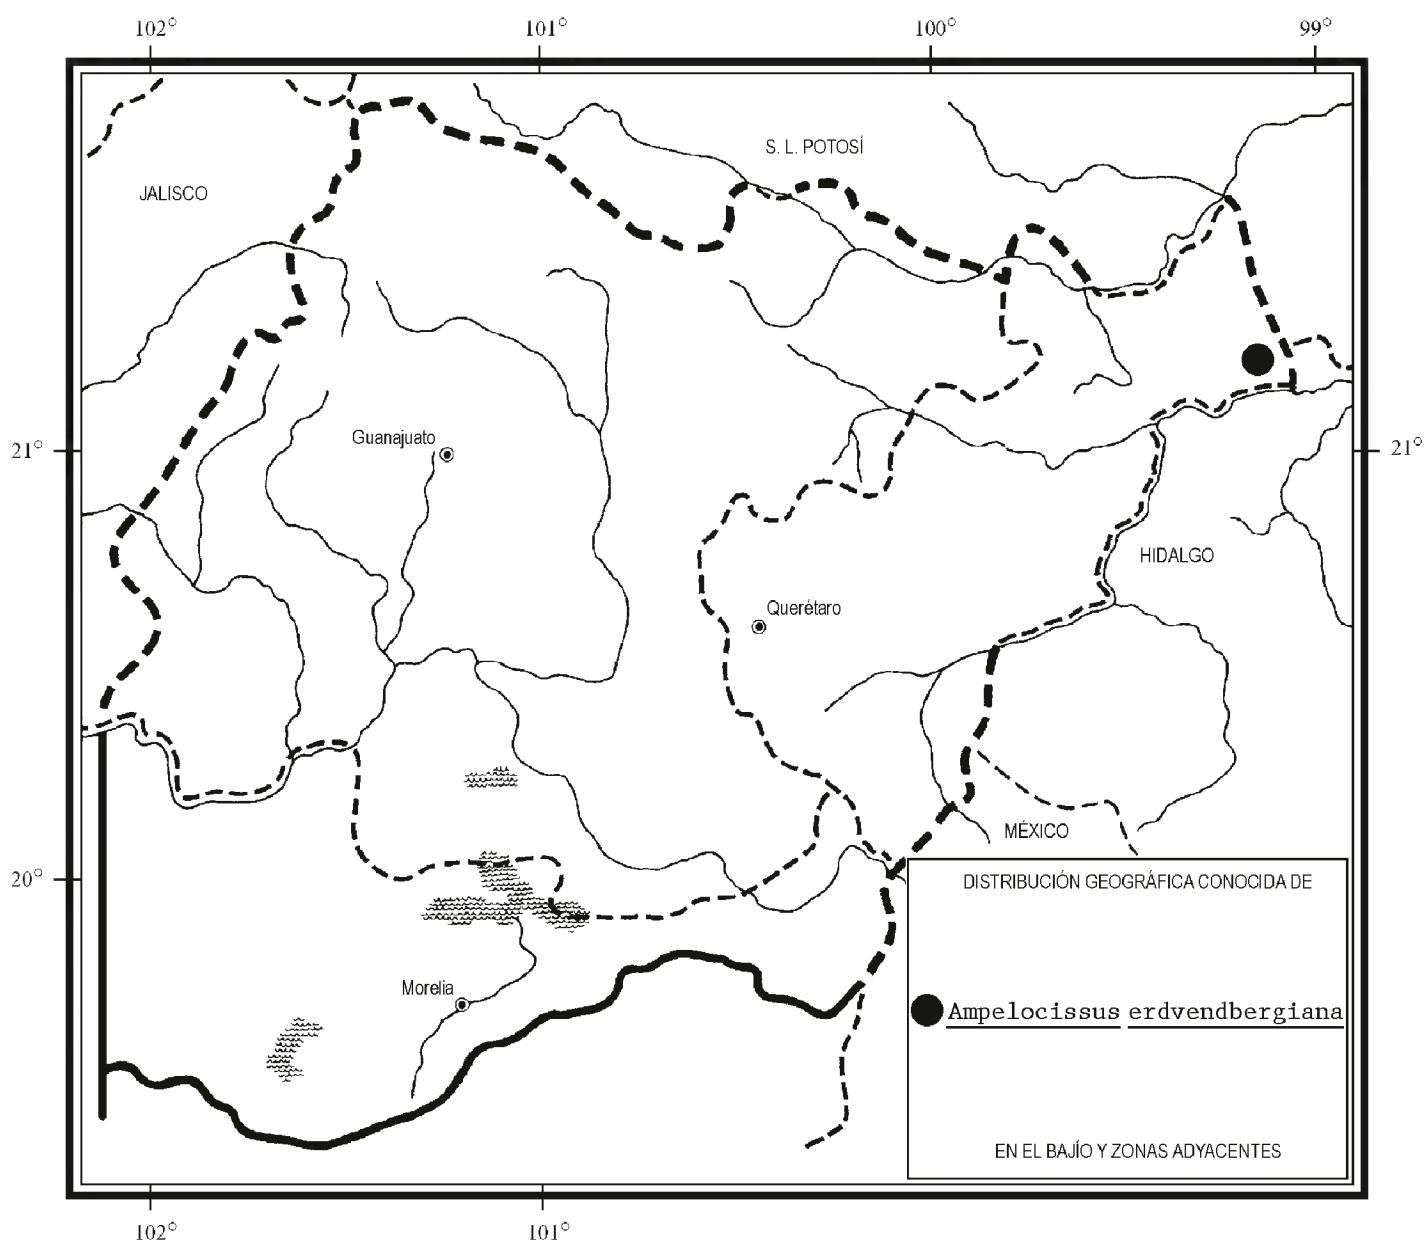 102° 101° 100° 99°
S. L. POTOSÍ
JALISCO
Guanajuato
21° 21°
HIDALGO
Querétaro
MÉXICO
20°
DISTRIBUCIÓN GEOGRÁFICA CONOCIDA DE
Morelia
Ampelocissus erdvendbergiana
EN EL BAJÍO Y ZONAS ADYACENTES
102° 101°